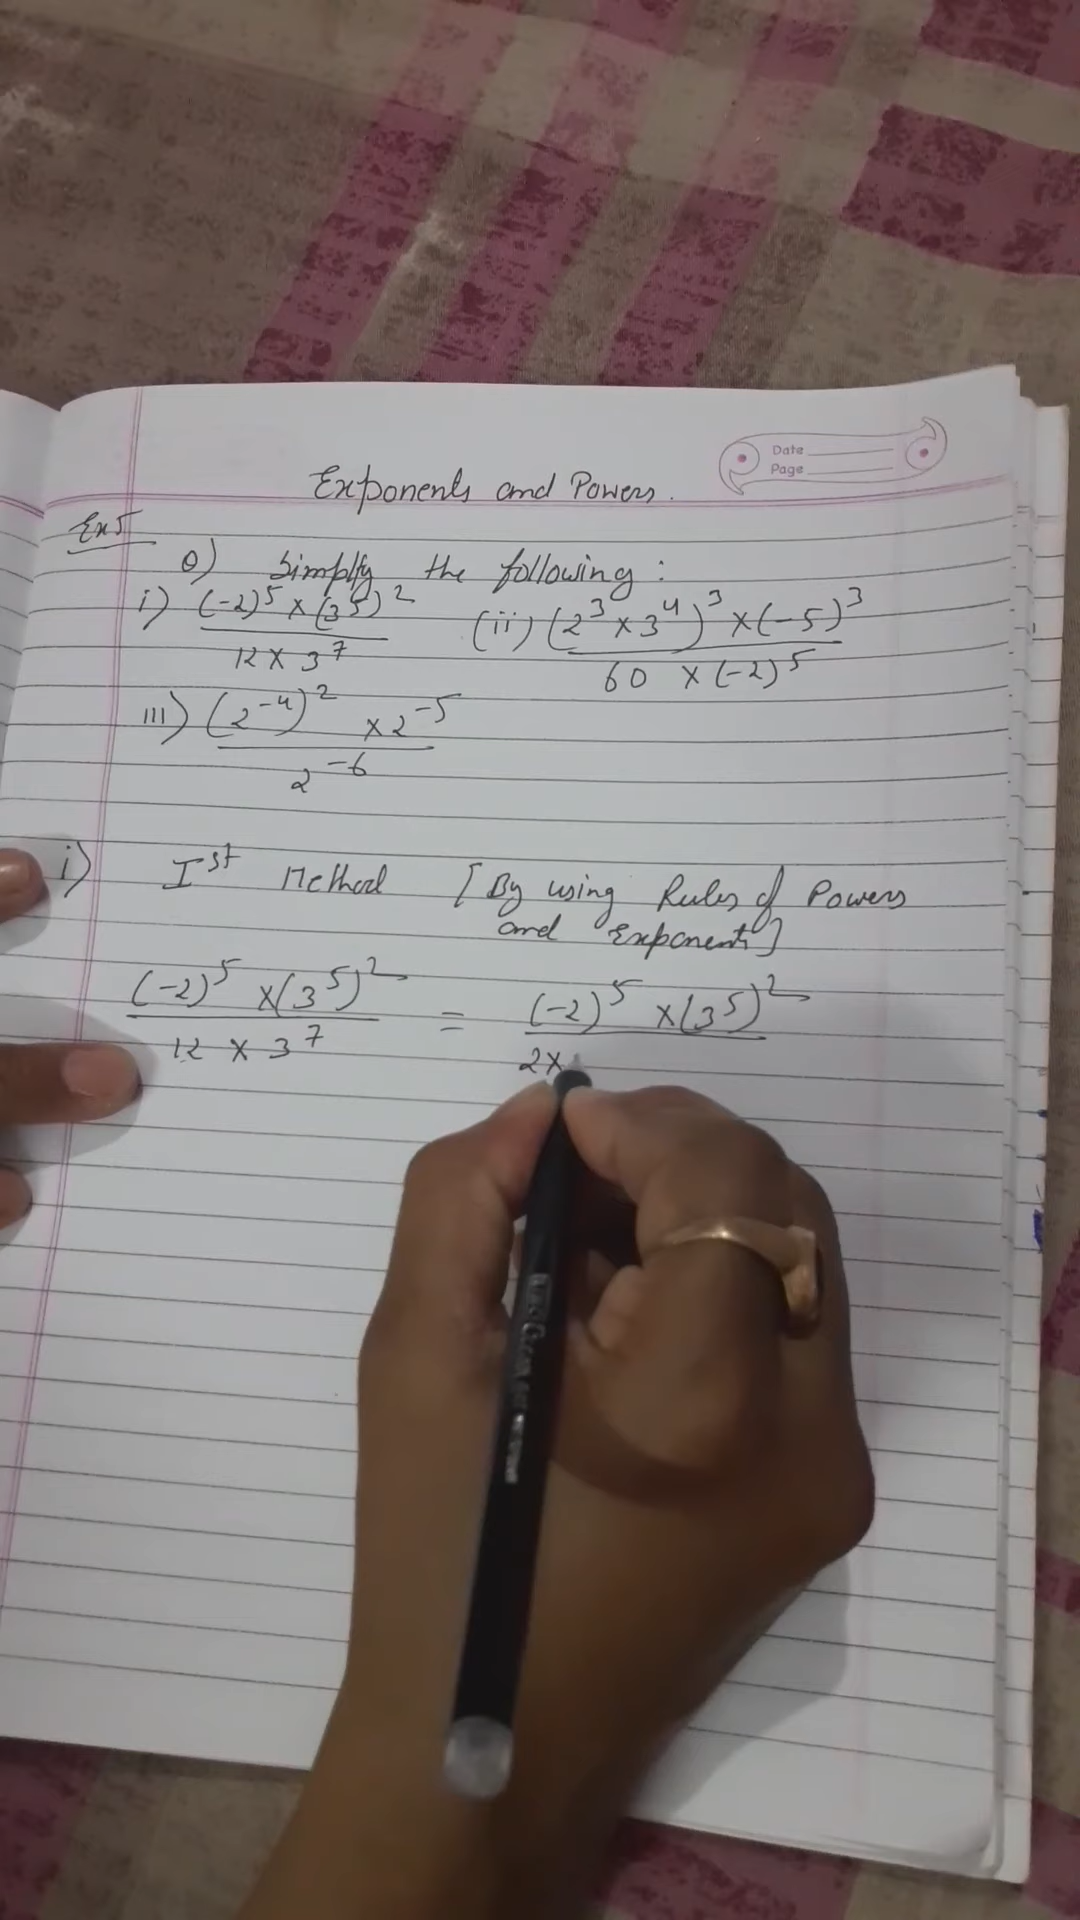 Date
Page
Exponents and Powers.
Ex 5
Q) Simplify the following :
i) (-2)^5 × (3^5)^2 / 12 × 3^7 (ii) (2^3 × 3^4)^3 × (-5)^3 / 60 × (-2)^5
iii) (2^-4)^2 × 2^-5 / 2^-6
i) Ist Method [By using Rules of Powers
and Exponents]
(-2)^5 × (3^5)^2 / 12 × 3^7 = (-2)^5 × (3^5)^2 / 2×